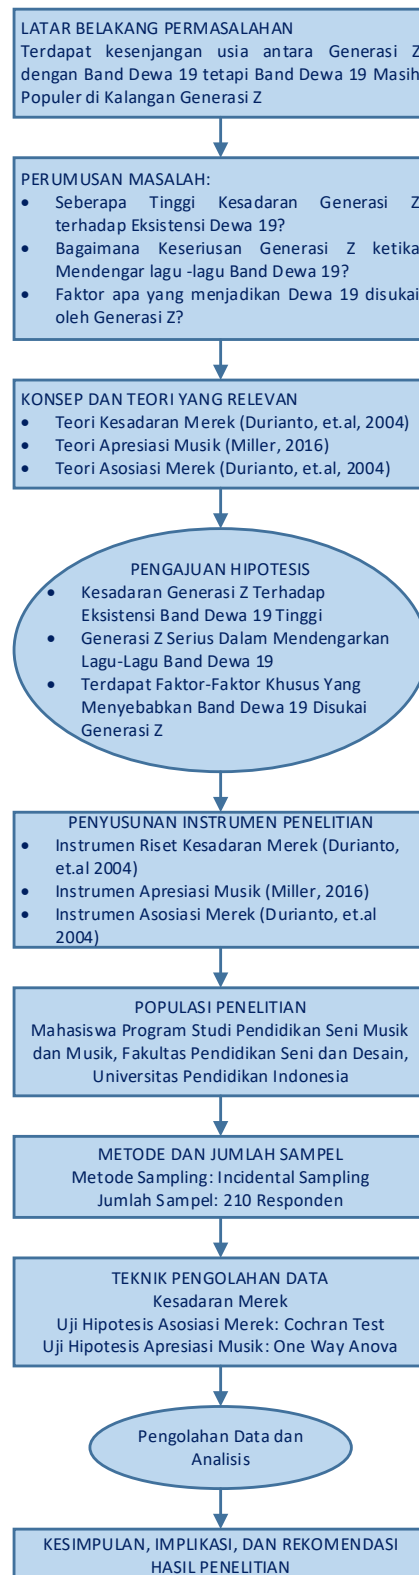 LATAR BELAKANG PERMASALAHAN
Terdapat kesenjangan usia antara Generasi Z
dengan Band Dewa 19 tetapi Band Dewa 19 Masih
Populer di Kalangan Generasi Z
PERUMUSAN MASALAH:
• Seberapa Tinggi Kesadaran Generasi Z
terhadap Eksistensi Dewa 19?
• Bagaimana Keseriusan Generasi Z ketika
Mendengar lagu -lagu Band Dewa 19?
• Faktor apa yang menjadikan Dewa 19 disukai
oleh Generasi Z?
KONSEP DAN TEORI YANG RELEVAN
• Teori Kesadaran Merek (Durianto, et.al, 2004)
• Teori Apresiasi Musik (Miller, 2016)
• Teori Asosiasi Merek (Durianto, et.al, 2004)
PENGAJUAN HIPOTESIS
• Kesadaran Generasi Z Terhadap
Eksistensi Band Dewa 19 Tinggi
• Generasi Z Serius Dalam Mendengarkan
Lagu-Lagu Band Dewa 19
• Terdapat Faktor-Faktor Khusus Yang
Menyebabkan Band Dewa 19 Disukai
Generasi Z
PENYUSUNAN INSTRUMEN PENELITIAN
• Instrumen Riset Kesadaran Merek (Durianto,
et.al 2004)
• Instrumen Apresiasi Musik (Miller, 2016)
• Instrumen Asosiasi Merek (Durianto, et.al
2004)
POPULASI PENELITIAN
Mahasiswa Program Studi Pendidikan Seni Musik
dan Musik, Fakultas Pendidikan Seni dan Desain,
Universitas Pendidikan Indonesia
METODE DAN JUMLAH SAMPEL
Metode Sampling: Incidental Sampling
Jumlah Sampel: 210 Responden
TEKNIK PENGOLAHAN DATA
Kesadaran Merek
Uji Hipotesis Asosiasi Merek: Cochran Test
Uji Hipotesis Apresiasi Musik: One Way Anova
Pengolahan Data dan
Analisis
KESIMPULAN, IMPLIKASI, DAN REKOMENDASI
HASIL PENELITIAN